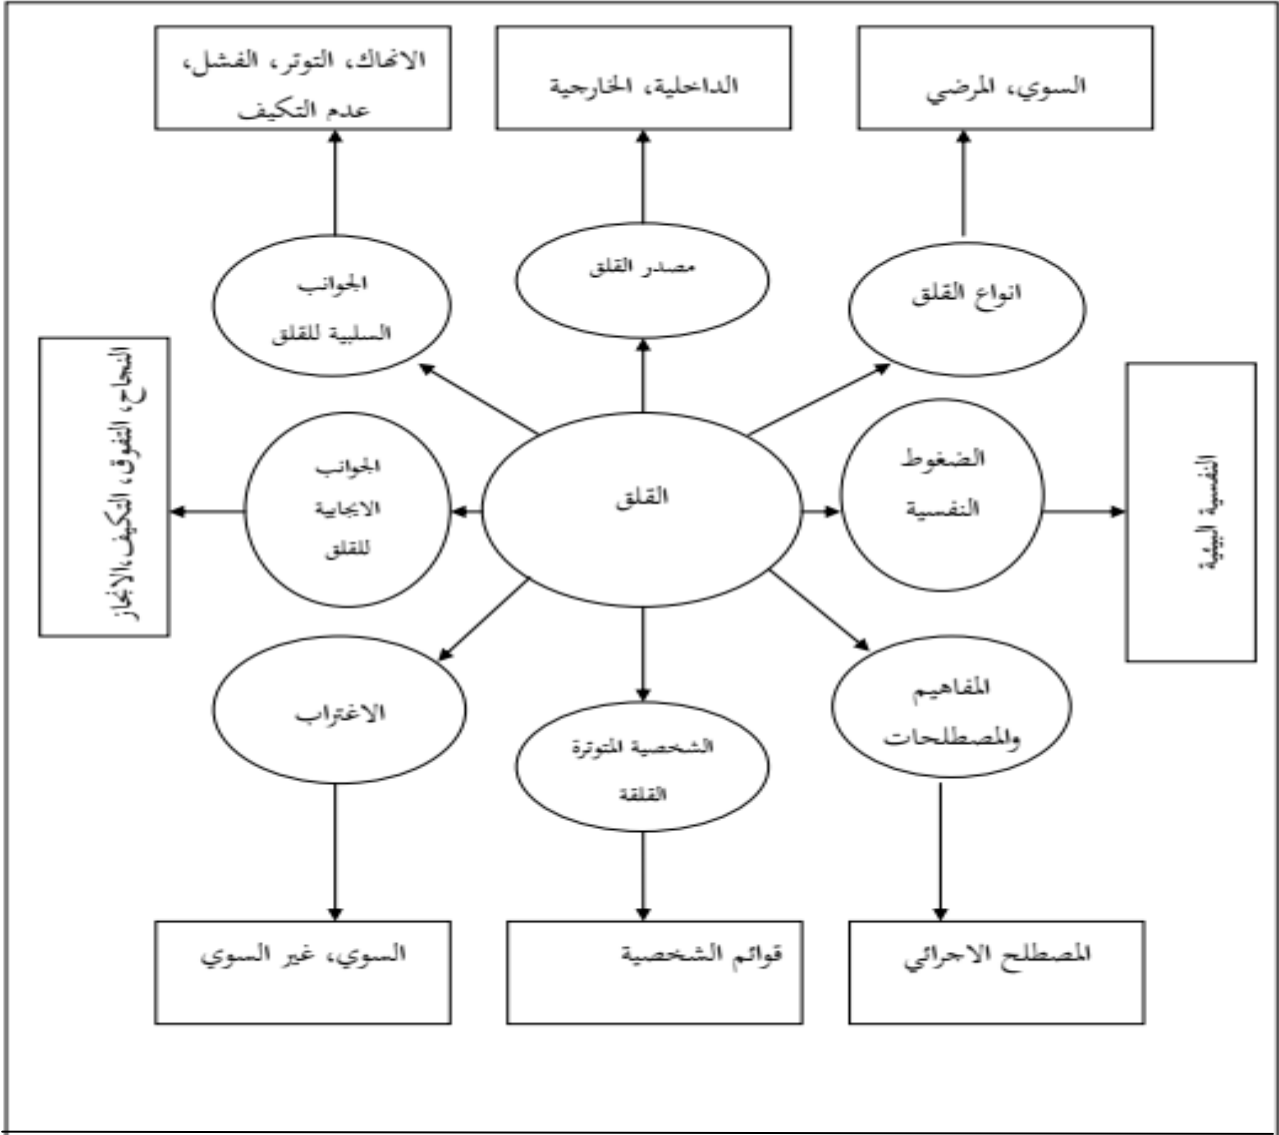 السوي، المرضي
الداخلية، الخارجية
الانهاك، التوتر، الفشل،
عدم التكيف
انواع القلق
مصدر القلق
الجوانب
السلبية للقلق
النفسية البيئية
الضغوط
النفسية
القلق
الجوانب
الايجابية
للقلق
النجاح، التفوق، التكيف،الانجاز
المفاهيم
والمصطلحات
الشخصية المتوترة
القلقة
الاغتراب
المصطلح الاجرائي
قوائم الشخصية
السوي، غير السوي